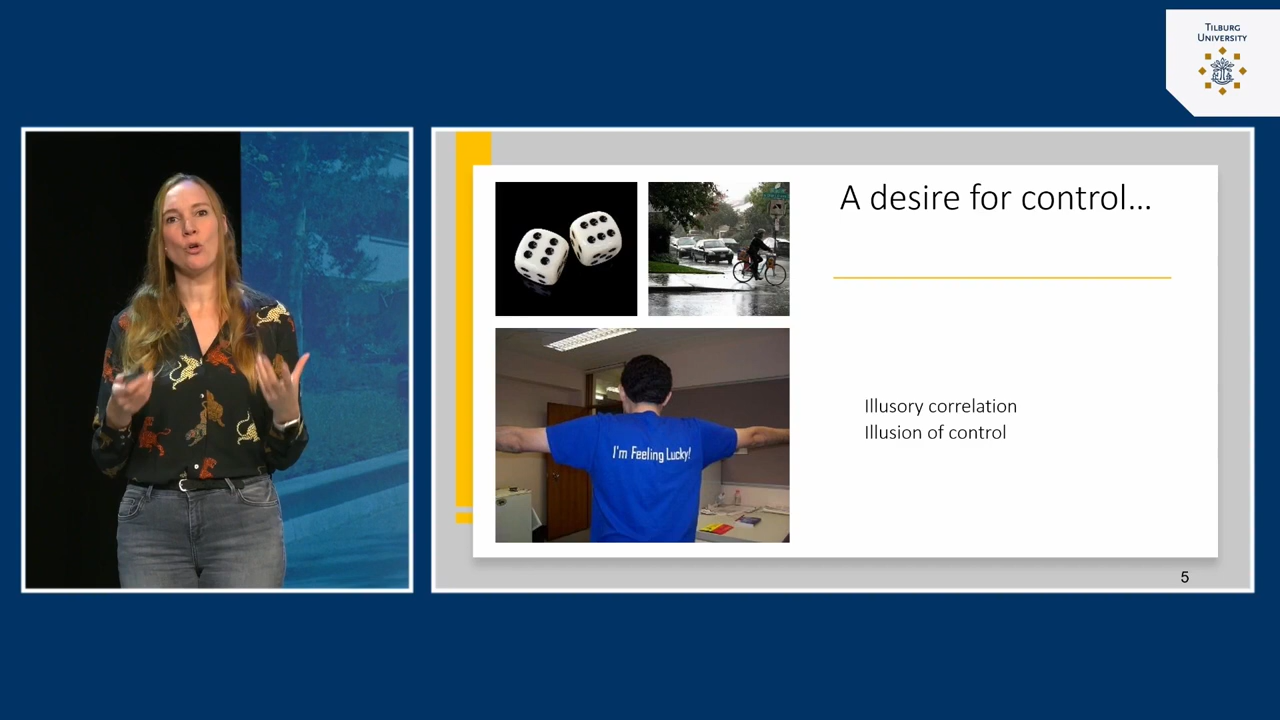 TILBURG
UNIVERSITY
A desire for control...
Illusory correlation
Illusion of control
I'm Feeling Lucky!
5